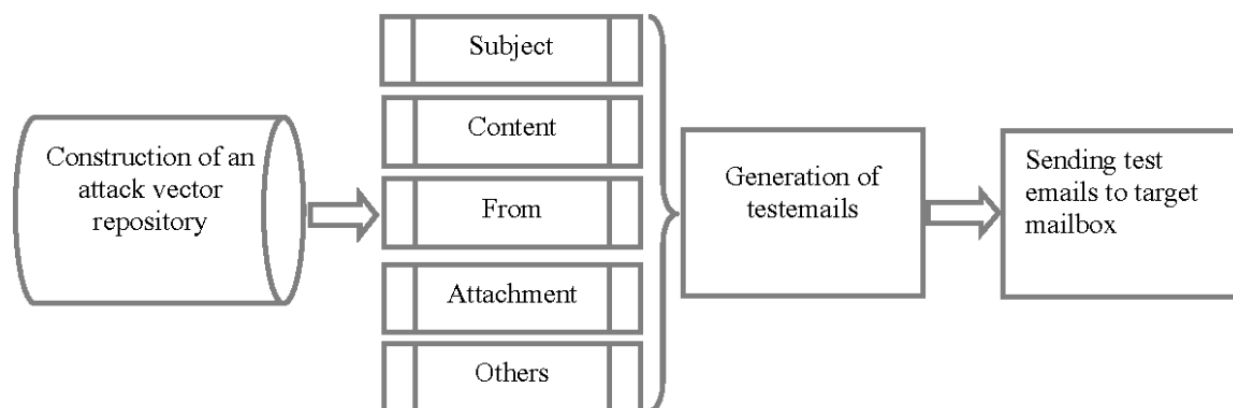 Construction of an
attack vector
repository
Subject
Content
From
Attachment
Others
Generation of
testemails
Sending test
emails to target
mailbox